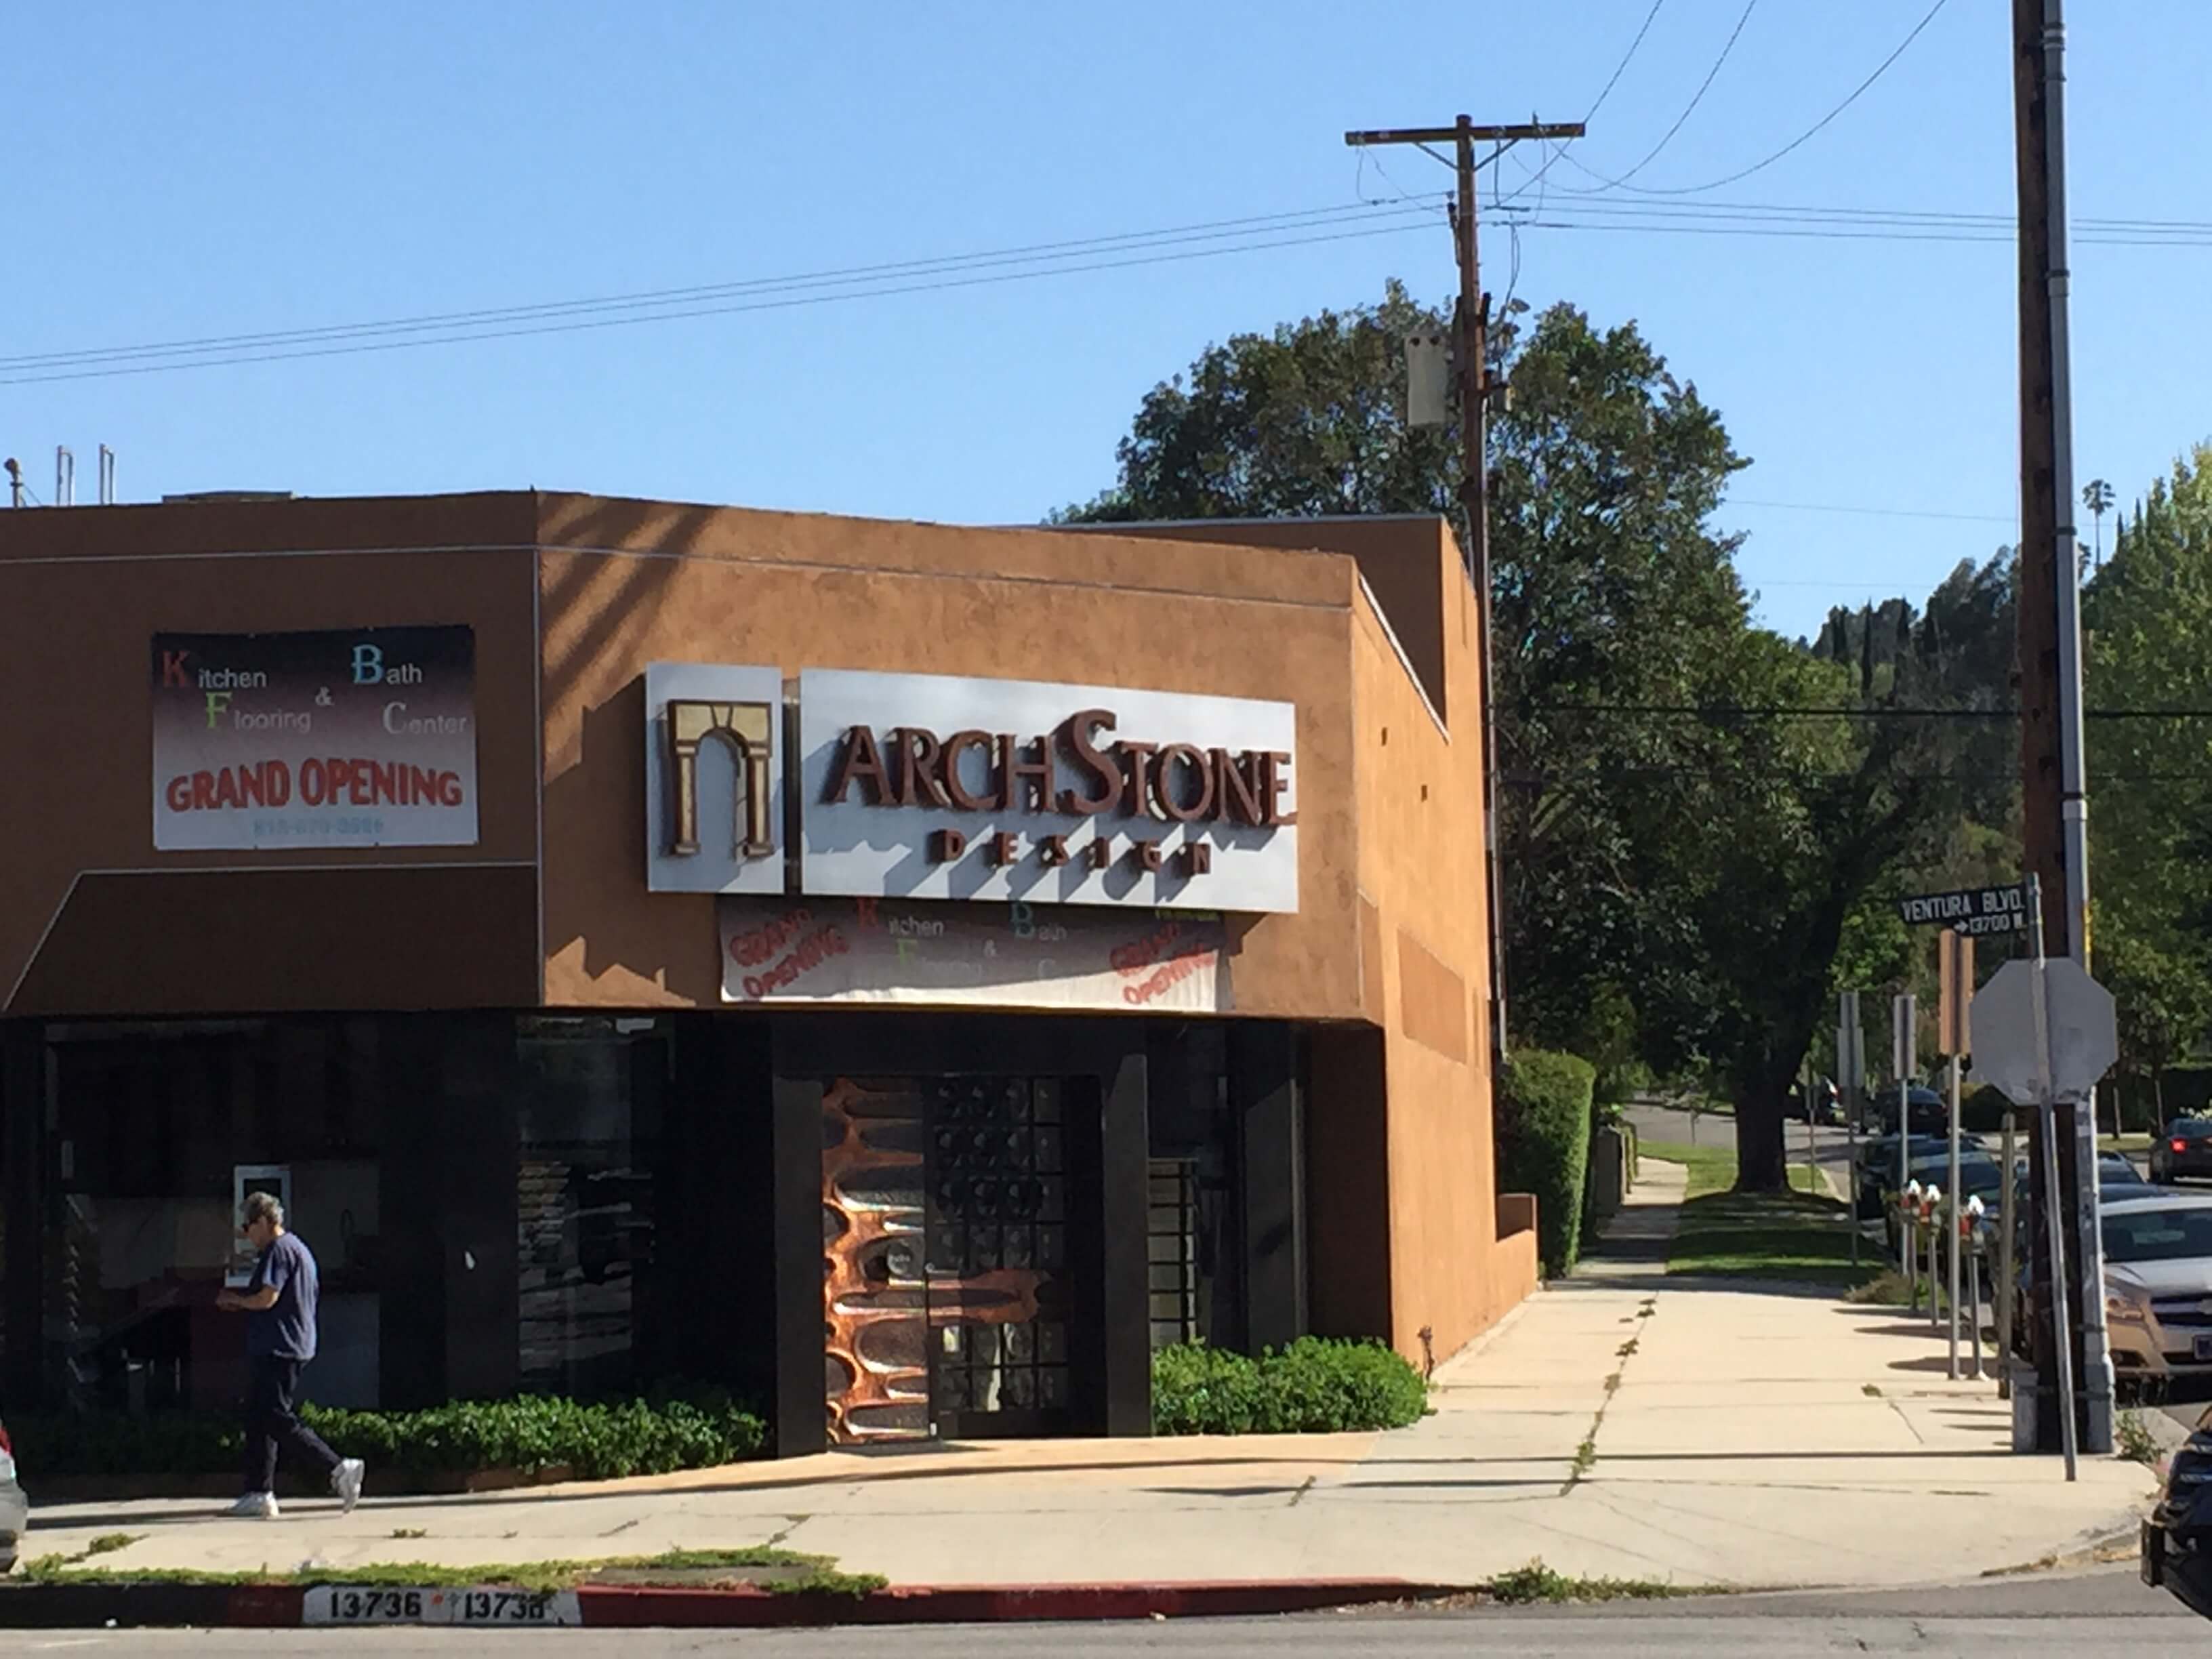 Kitchen Bath
&
Flooring Center
GRAND OPENING
ARCHSTONE
DESIGN
GRAND
OPENING
Kitchen Bath
&
Flooring C
GRAND
OPENING
VENTURA BLVD.
→13700 W.
13736 * 13738